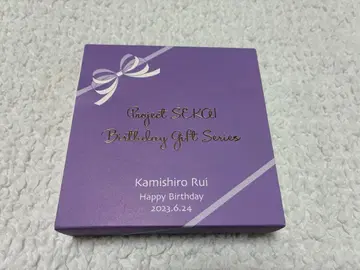 Project SEKAI
Birthday Gift Series
Kamishiro Rui
Happy Birthday
2023.6.24